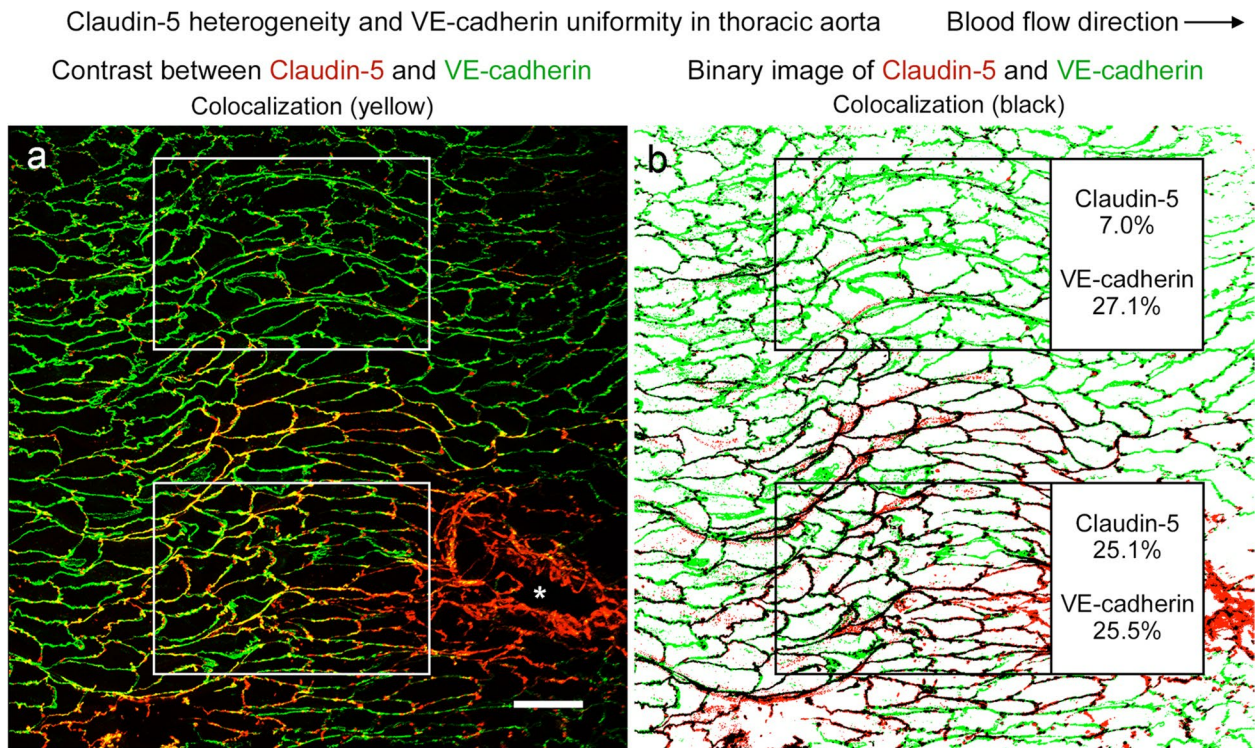 Claudin-5 heterogeneity and VE-cadherin uniformity in thoracic aorta
Blood flow direction
Contrast between Claudin-5 and VE-cadherin
Colocalization (yellow)
Binary image of Claudin-5 and VE-cadherin
Colocalization (black)
a
*
b
Claudin-5
7.0%
VE-cadherin
27.1%
Claudin-5
25.1%
VE-cadherin
25.5%